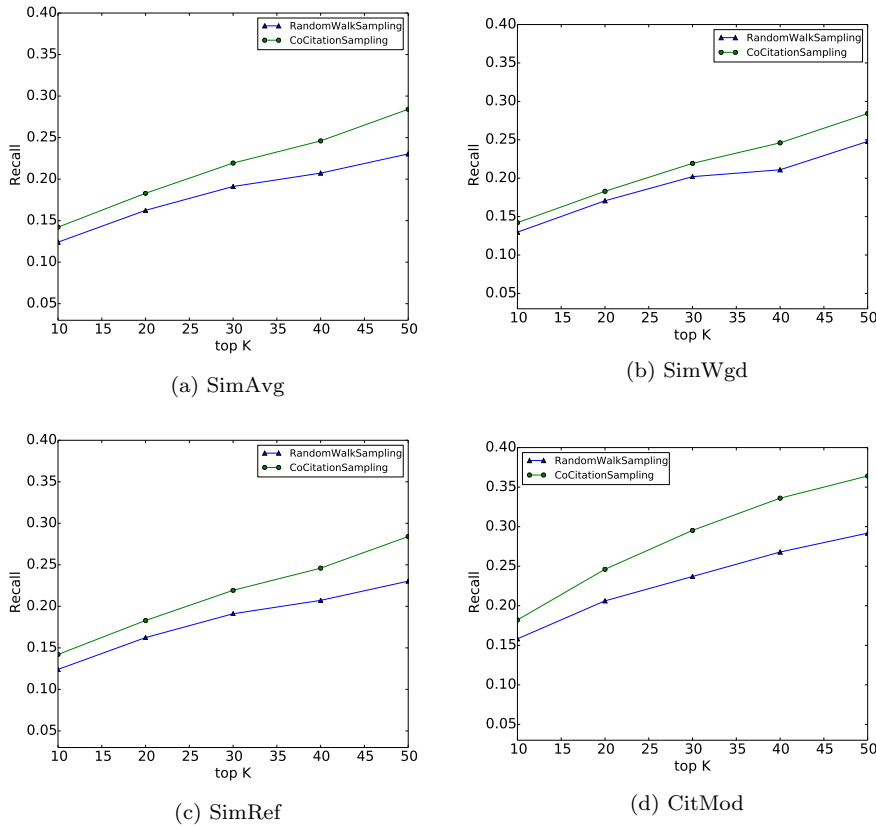 0.40
0.35
0.30
0.25
0.20
0.15
0.10
0.05
Recall
RandomWalkSampling
CoCitationSampling
10 15 20 25 30 35 40 45 50
top K
(a) SimAvg
0.40
0.35
0.30
0.25
0.20
0.15
0.10
0.05
Recall
RandomWalkSampling
CoCitationSampling
10 15 20 25 30 35 40 45 50
top K
(b) SimWgd
0.40
0.35
0.30
0.25
0.20
0.15
0.10
0.05
Recall
RandomWalkSampling
CoCitationSampling
10 15 20 25 30 35 40 45 50
top K
(c) SimRef
0.40
0.35
0.30
0.25
0.20
0.15
0.10
0.05
Recall
RandomWalkSampling
CoCitationSampling
10 15 20 25 30 35 40 45 50
top K
(d) CitMod